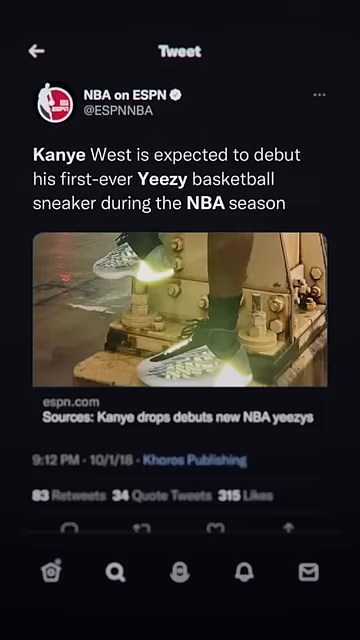 Tweet
NBA on ESPN
@ESPNNBA
Kanye West is expected to debut
his first-ever Yeezy basketball
sneaker during the NBA season
espn.com
Sources: Kanye drops debuts new NBA yeezys
9:12 PM · 10/1/18 · Khoros Publishing
83 Retweets 34 Quote Tweets 315 Likes